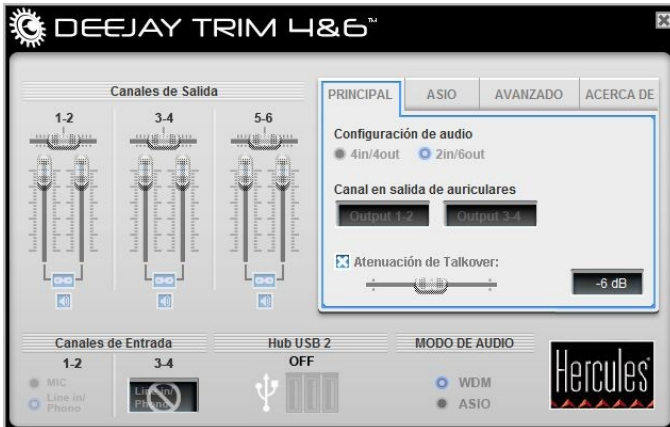 DEEJAY TRIM 4&6™
Canales de Salida
1-2
3-4
5-6
PRINCIPAL
ASIO
AVANZADO
ACERCA DE
Configuración de audio
4in/4out
2in/6out
Canal en salida de auriculares
Output 1-2
Output 3-4
Atenuación de Talkover:
-6 dB
Canales de Entrada
1-2
3-4
MIC
Line in/
Phono
Line in/
Phono
Hub USB 2
OFF
MODO DE AUDIO
WDM
ASIO
Hercules